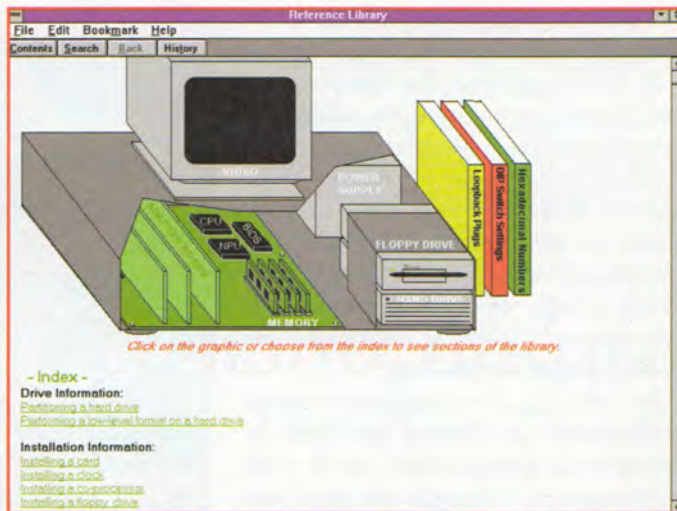 Reference Library
File Edit Bookmark Help
Contents Search Back History
VIDEO
POWER SUPPLY
CPU
BIOS
NPU
FLOPPY DRIVE
HARD DRIVE
MEMORY
Loopback Plugs
DIP Switch Settings
Hexadecimal Numbers
Click on the graphic or choose from the index to see sections of the library.
- Index -
Drive Information:
Partitioning a hard drive
Performing a low-level format on a hard drive
Installation Information:
Installing a card
Installing a clock
Installing a co-processor
Installing a floppy drive